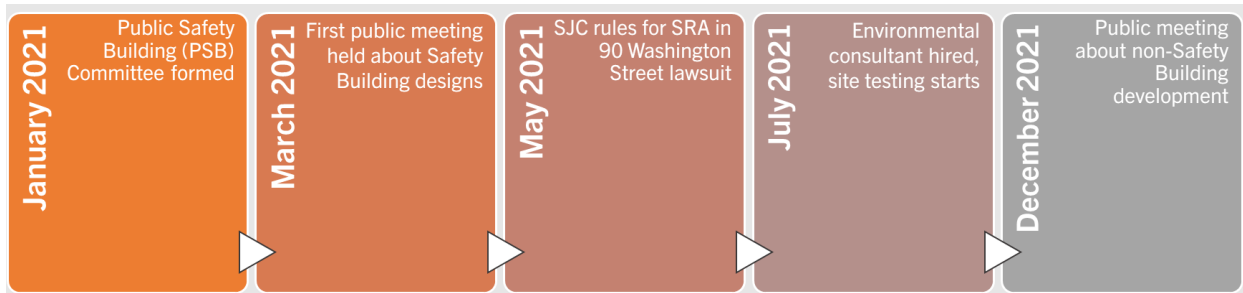 January 2021
Public Safety
Building (PSB)
Committee formed
March 2021
First public meeting
held about Safety
Building designs
May 2021
SJC rules for SRA in
90 Washington
Street lawsuit
July 2021
Environmental
consultant hired,
site testing starts
December 2021
Public meeting
about non-Safety
Building
development